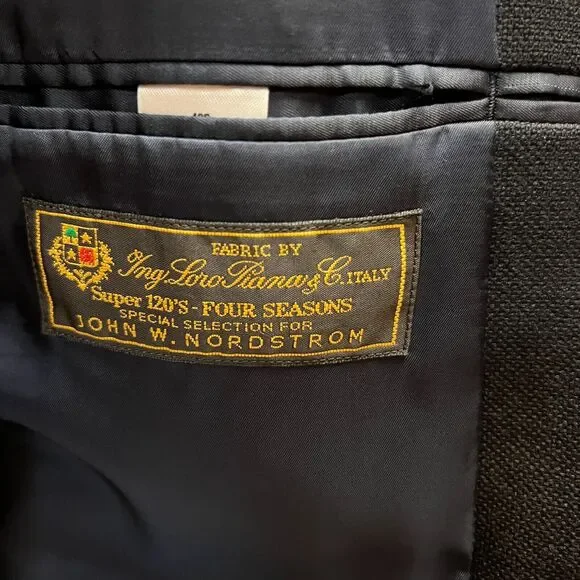 FABRIC BY
Ing. Loro Piana & C. ITALY
Super 120'S - FOUR SEASONS
SPECIAL SELECTION FOR
JOHN W. NORDSTROM